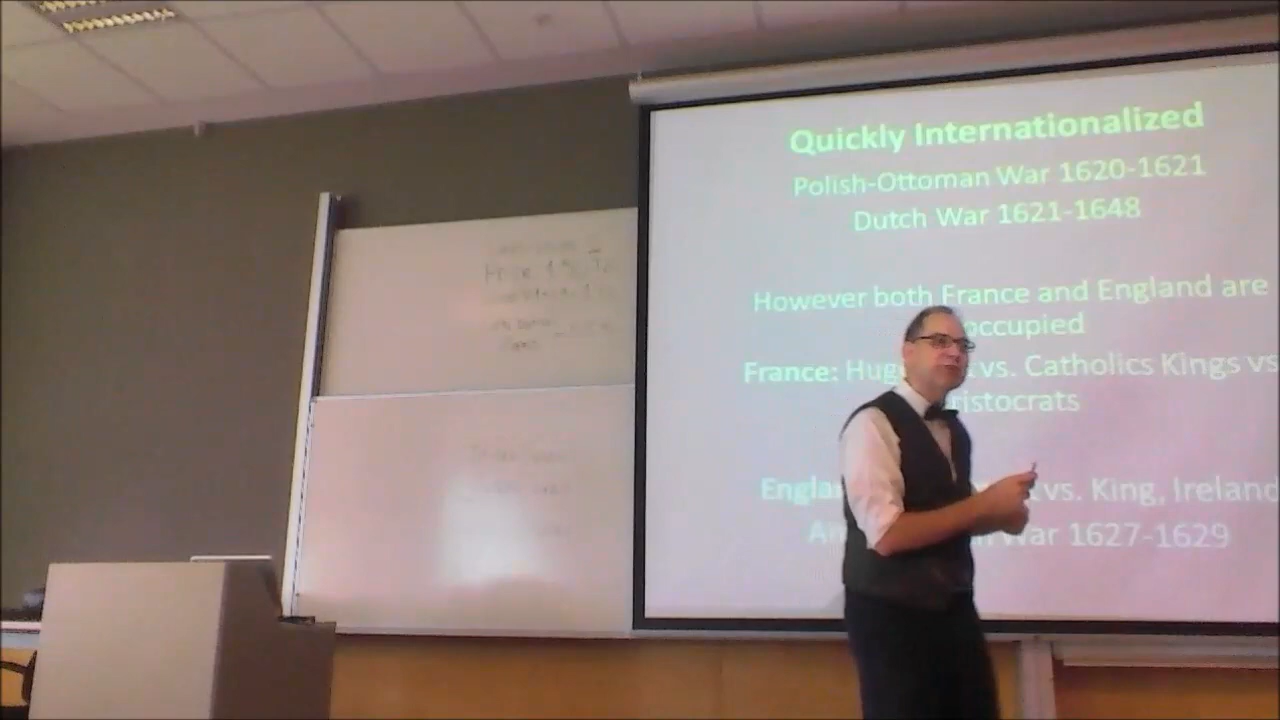 Quickly Internationalized
Polish-Ottoman War 1620-1621
Dutch War 1621-1648
However both France and England are
occupied
France: Hug vs. Catholics Kings vs
ristocrats
Engla vs. King, Ireland
An War 1627-1629